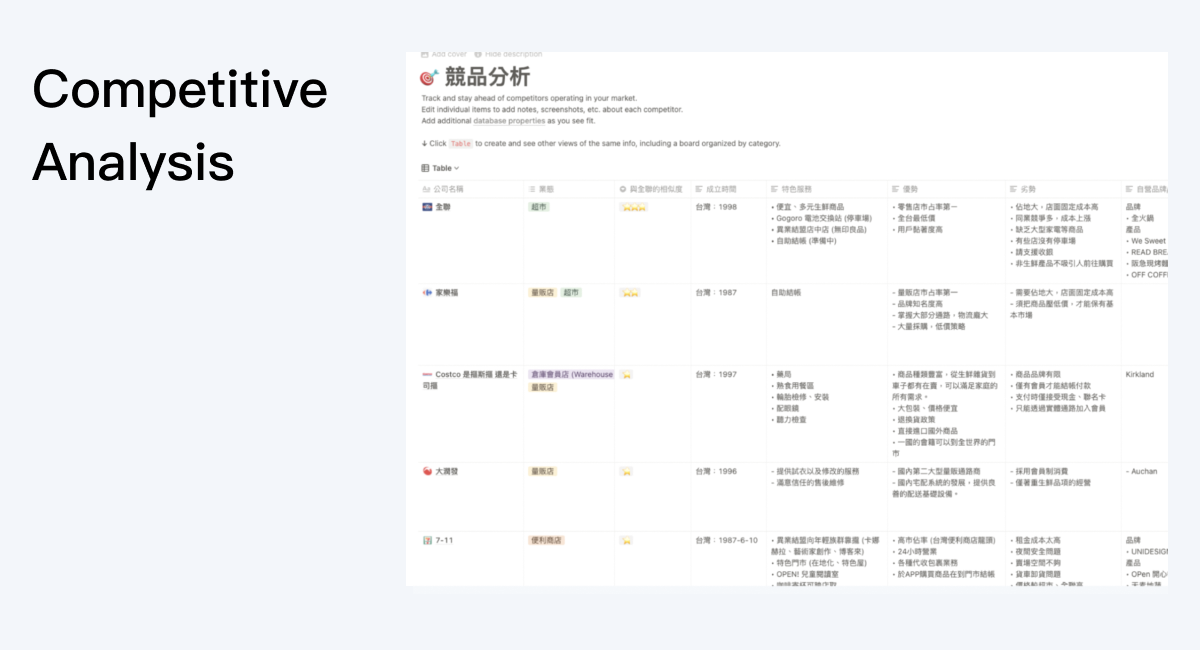 Competitive
Analysis
Add cover Hide description
競品分析
Track and stay ahead of competitors operating in your market.
Edit individual items to add notes, screenshots, etc. about each competitor.
Add additional database properties as you see fit.
↓ Click Table to create and see other views of the same info, including a board organized by category.
Table
公司名稱 業態 與全聯的相似度 成立時間 特色服務 優勢 劣勢 自營品牌
全聯
超市
台灣：1998
• 便宜、多元生鮮商品
• Gogoro 電池交換站 (停車場)
• 異業結盟店中店 (無印良品)
• 自助結帳 (準備中)
- 零售店市占率第一
- 全台最低價
- 用戶黏著度高
- 佔地大，店面固定成本高
- 同業競爭多，成本上漲
- 缺乏大型家電等商品
- 有些店沒有停車場
- 請支援收銀
- 非生鮮產品不吸引人前往購買
品牌
• 全火鍋
產品
• We Sweet
• READ BRE
• 阪急現烤麵
• OFF COFF
家樂福
量販店 超市
台灣：1987
自助結帳
- 量販店市占率第一
- 品牌知名度高
- 掌握大部分通路，物流龐大
- 大量採購，低價策略
- 需要佔地大，店面固定成本高
- 須把商品壓低價，才能保有基
本市場
Costco 是摳斯摳 還是卡
司摳
倉庫會員店 (Warehouse
量販店
台灣：1997
• 藥局
• 熟食用餐區
• 輪胎檢修、安裝
• 配眼鏡
• 聽力檢查
- 商品種類豐富，從生鮮雜貨到
車子都有在賣，可以滿足家庭的
所有需求。
- 大包裝、價格便宜
- 退換貨政策
- 直接進口國外商品
- 一國的會籍可以到全世界的門
市
- 商品品牌有限
- 僅有會員才能結帳付款
- 支付時僅接受現金、聯名卡
- 只能透過實體通路加入會員
Kirkland
大潤發
量販店
台灣：1996
- 提供試衣以及修改的服務
- 滿意信任的售後維修
- 國內第二大型量販通路商
- 國內宅配系統的發展，提供良
善的配送基礎設備。
- 採用會員制消費
- 僅著重生鮮品項的經營
- Auchan
7-11
便利商店
台灣：1987-6-10
• 異業結盟向年輕族群靠攏 (卡娜
赫拉、藝術家創作、博客來)
• 特色門市 (在地化、特色屋)
• OPEN! 兒童閱讀室
- 高市佔率 (台灣便利商店龍頭)
- 24小時營業
- 各種代收包裹業務
- 於APP購買商品在到門市結帳
- 租金成本太高
- 夜間安全問題
- 賣場空間不夠
- 貨車卸貨問題
品牌
• UNIDESIGN
產品
• OPen 開心